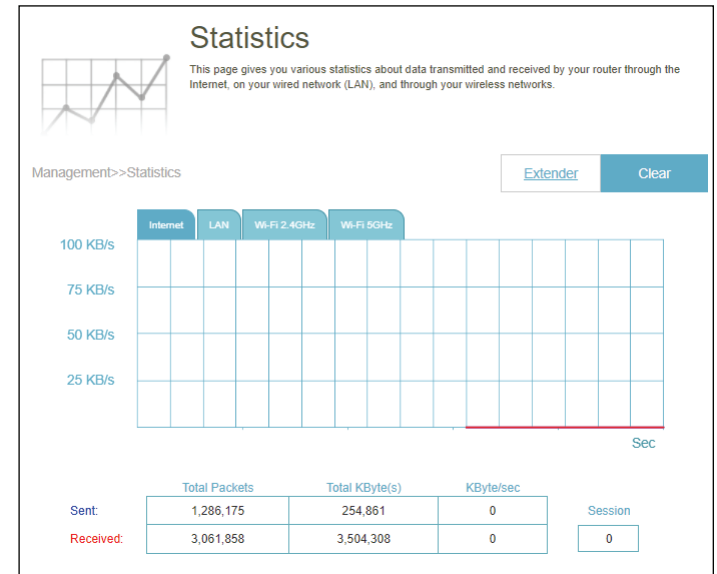 Statistics
This page gives you various statistics about data transmitted and received by your router through the
Internet, on your wired network (LAN), and through your wireless networks.
Management>>Statistics
Extender
Clear
Internet
LAN
Wi-Fi 2.4GHz
Wi-Fi 5GHz
100 KB/s
75 KB/s
50 KB/s
25 KB/s
Sec
Total Packets Total KByte(s) KByte/sec
Sent: 1,286,175 254,861 0 Session
Received: 3,061,858 3,504,308 0 0